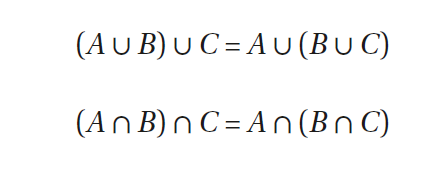 (A ∪ B) ∪ C = A ∪ (B ∪ C)
(A ∩ B) ∩ C = A ∩ (B ∩ C)